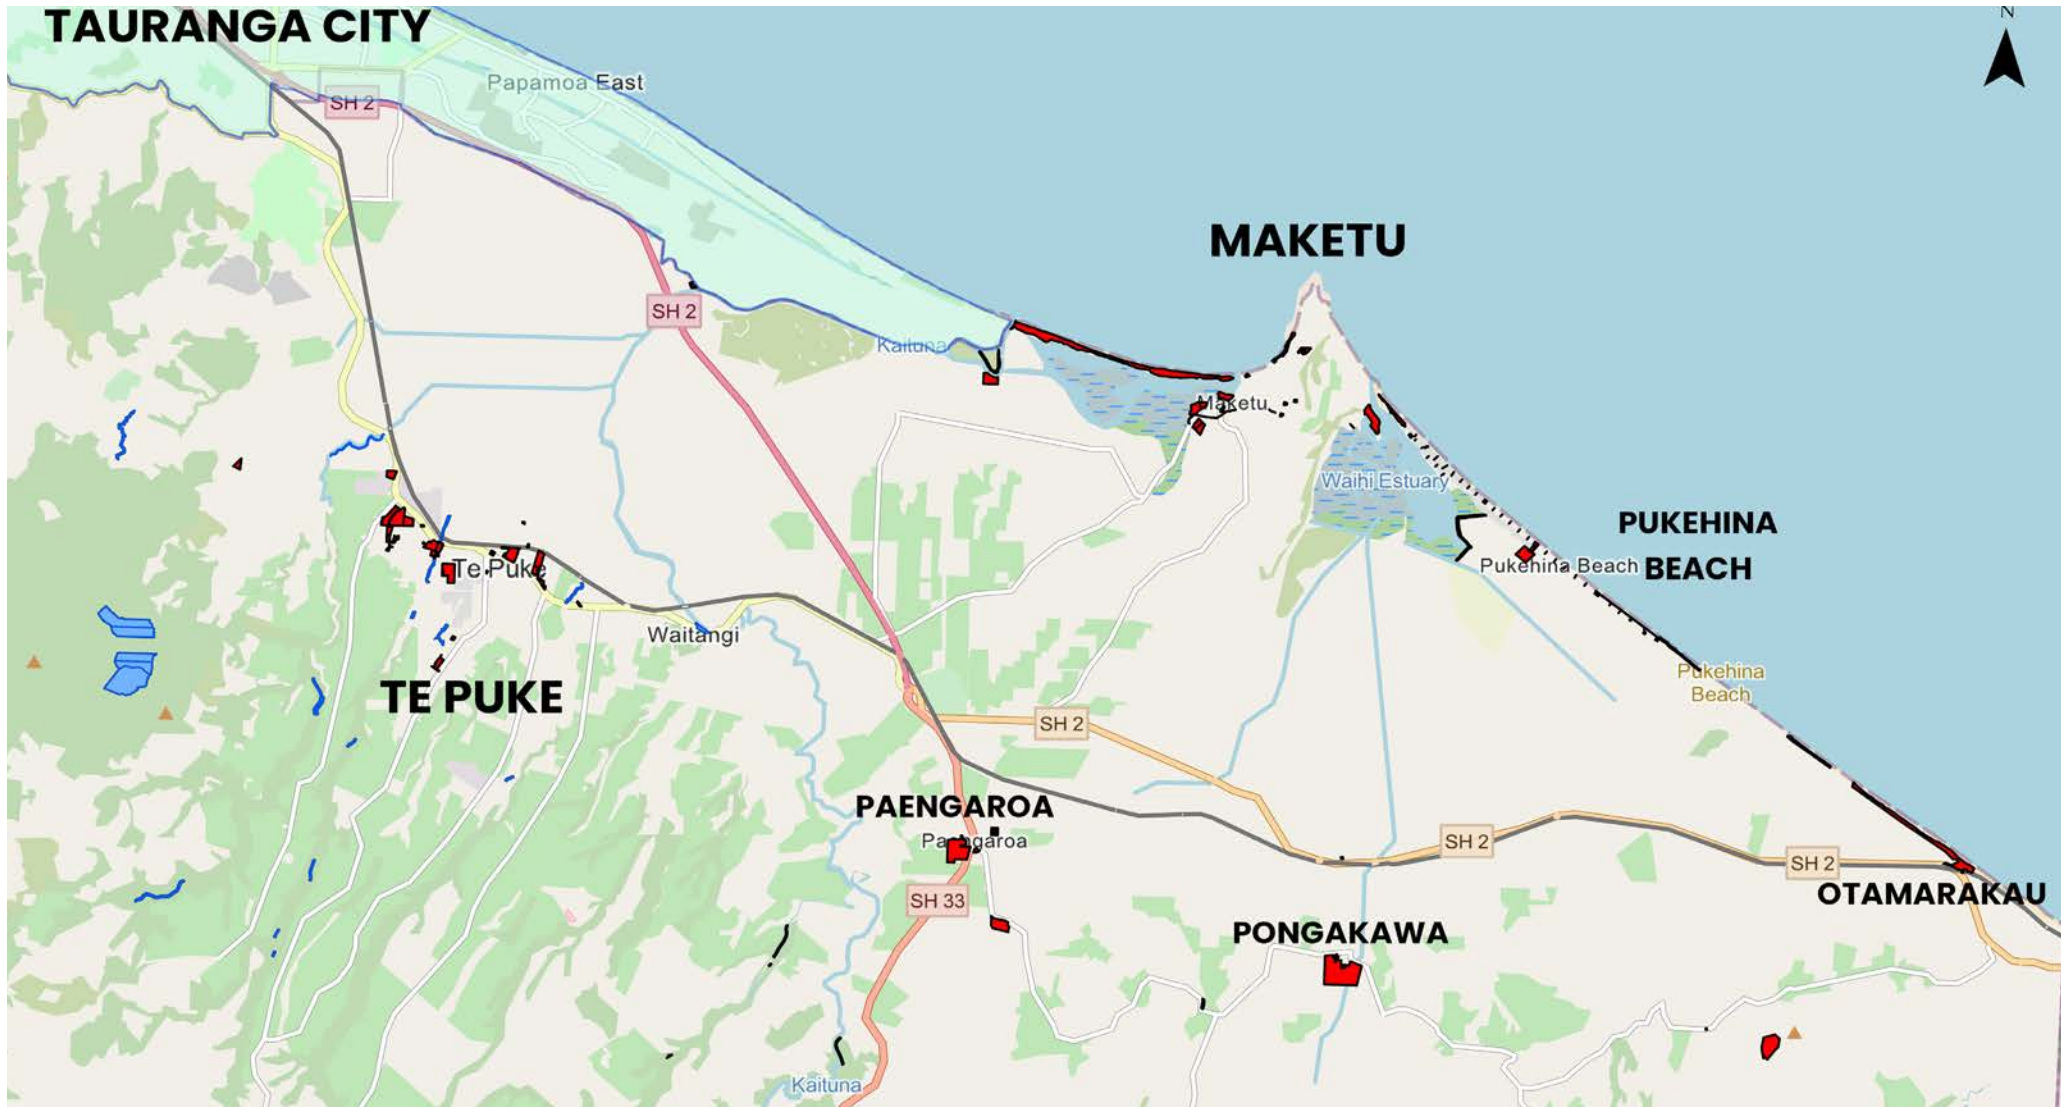 TAURANGA CITY
N
Papamoa East
SH 2
MAKETU
SH 2
Kaituna
Maketu
Waihi Estuary
PUKEHINA
BEACH
Pukehina Beach
Te Puke
Waitangi
TE PUKE
Pukehina
Beach
SH 2
PAENGAROA
Paengaroa
SH 2
SH 2
SH 33
OTAMARAKAU
PONGAKAWA
Kaituna